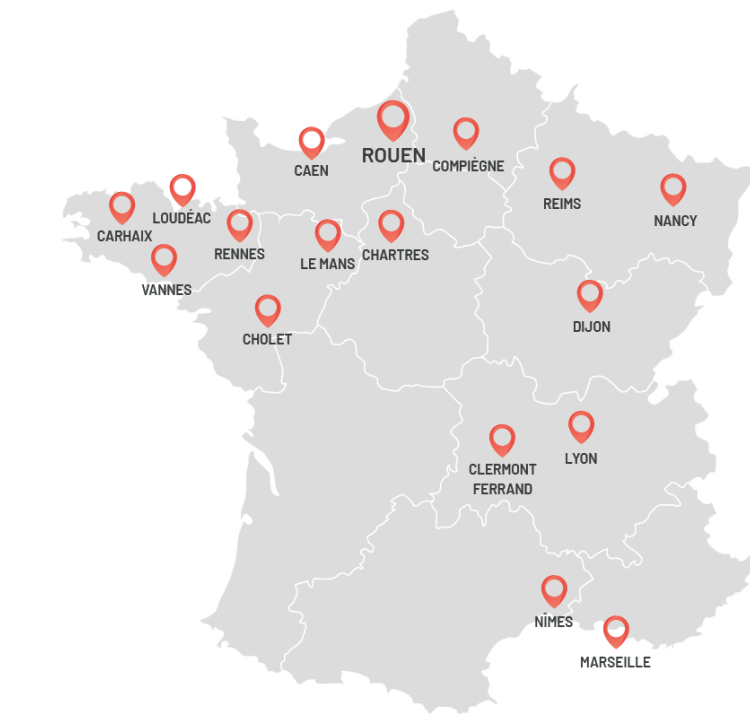 ROUEN
COMPIÈGNE
CAEN
REIMS
NANCY
LOUDÉAC
CARHAIX
RENNES
LE MANS
CHARTRES
VANNES
DIJON
CHOLET
LYON
CLERMONT
FERRAND
NÎMES
MARSEILLE